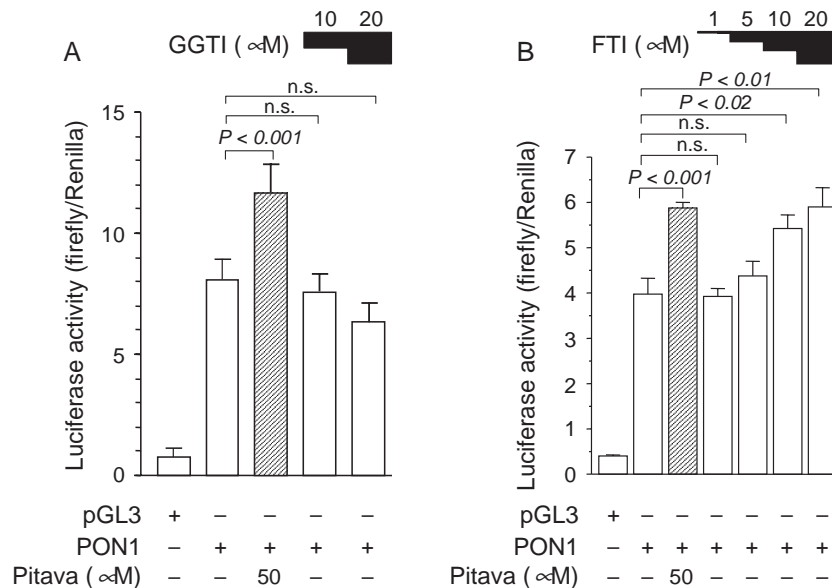 A
GGTI ( ∝M)
10 20
n.s.
n.s.
P < 0.001
15
10
5
0
Luciferase activity (firefly/Renilla)
pGL3 + – – – –
PON1 – + + + +
Pitava ( ∝M) – – 50 – –
B
FTI ( ∝M)
1 5 10 20
P < 0.01
P < 0.02
n.s.
n.s.
P < 0.001
7
6
5
4
3
2
1
0
Luciferase activity (firefly/Renilla)
pGL3 + – – – – – –
PON1 – + + + + + +
Pitava ( ∝M) – – 50 – – – –